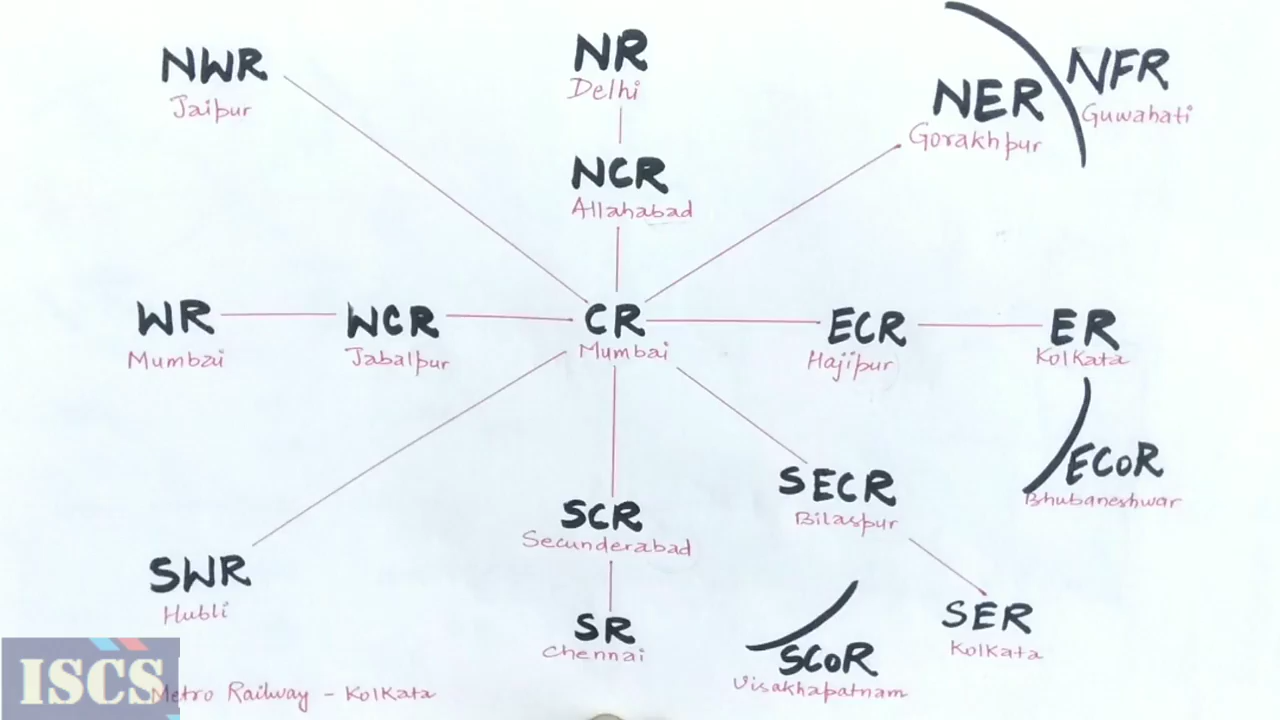 NWR
Jaipur
NR
Delhi
NER
Gorakhpur
NFR
Guwahati
NCR
Allahabad
WR
Mumbai
WCR
Jabalpur
CR
Mumbai
ECR
Hajipur
ER
Kolkata
ECoR
Bhubaneshwar
SECR
Bilaspur
SCR
Secunderabad
SWR
Hubli
SR
Chennai
SCoR
Visakhapatnam
SER
Kolkata
ISCS
Metro Railway - Kolkata